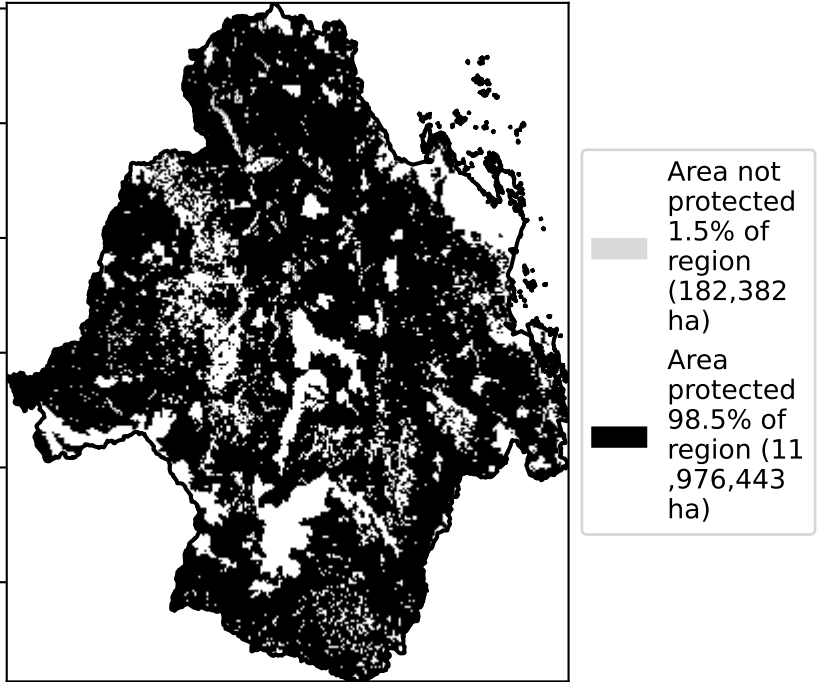 Area not
protected
1.5% of
region
(182,382
ha)
Area
protected
98.5% of
region (11
,976,443
ha)